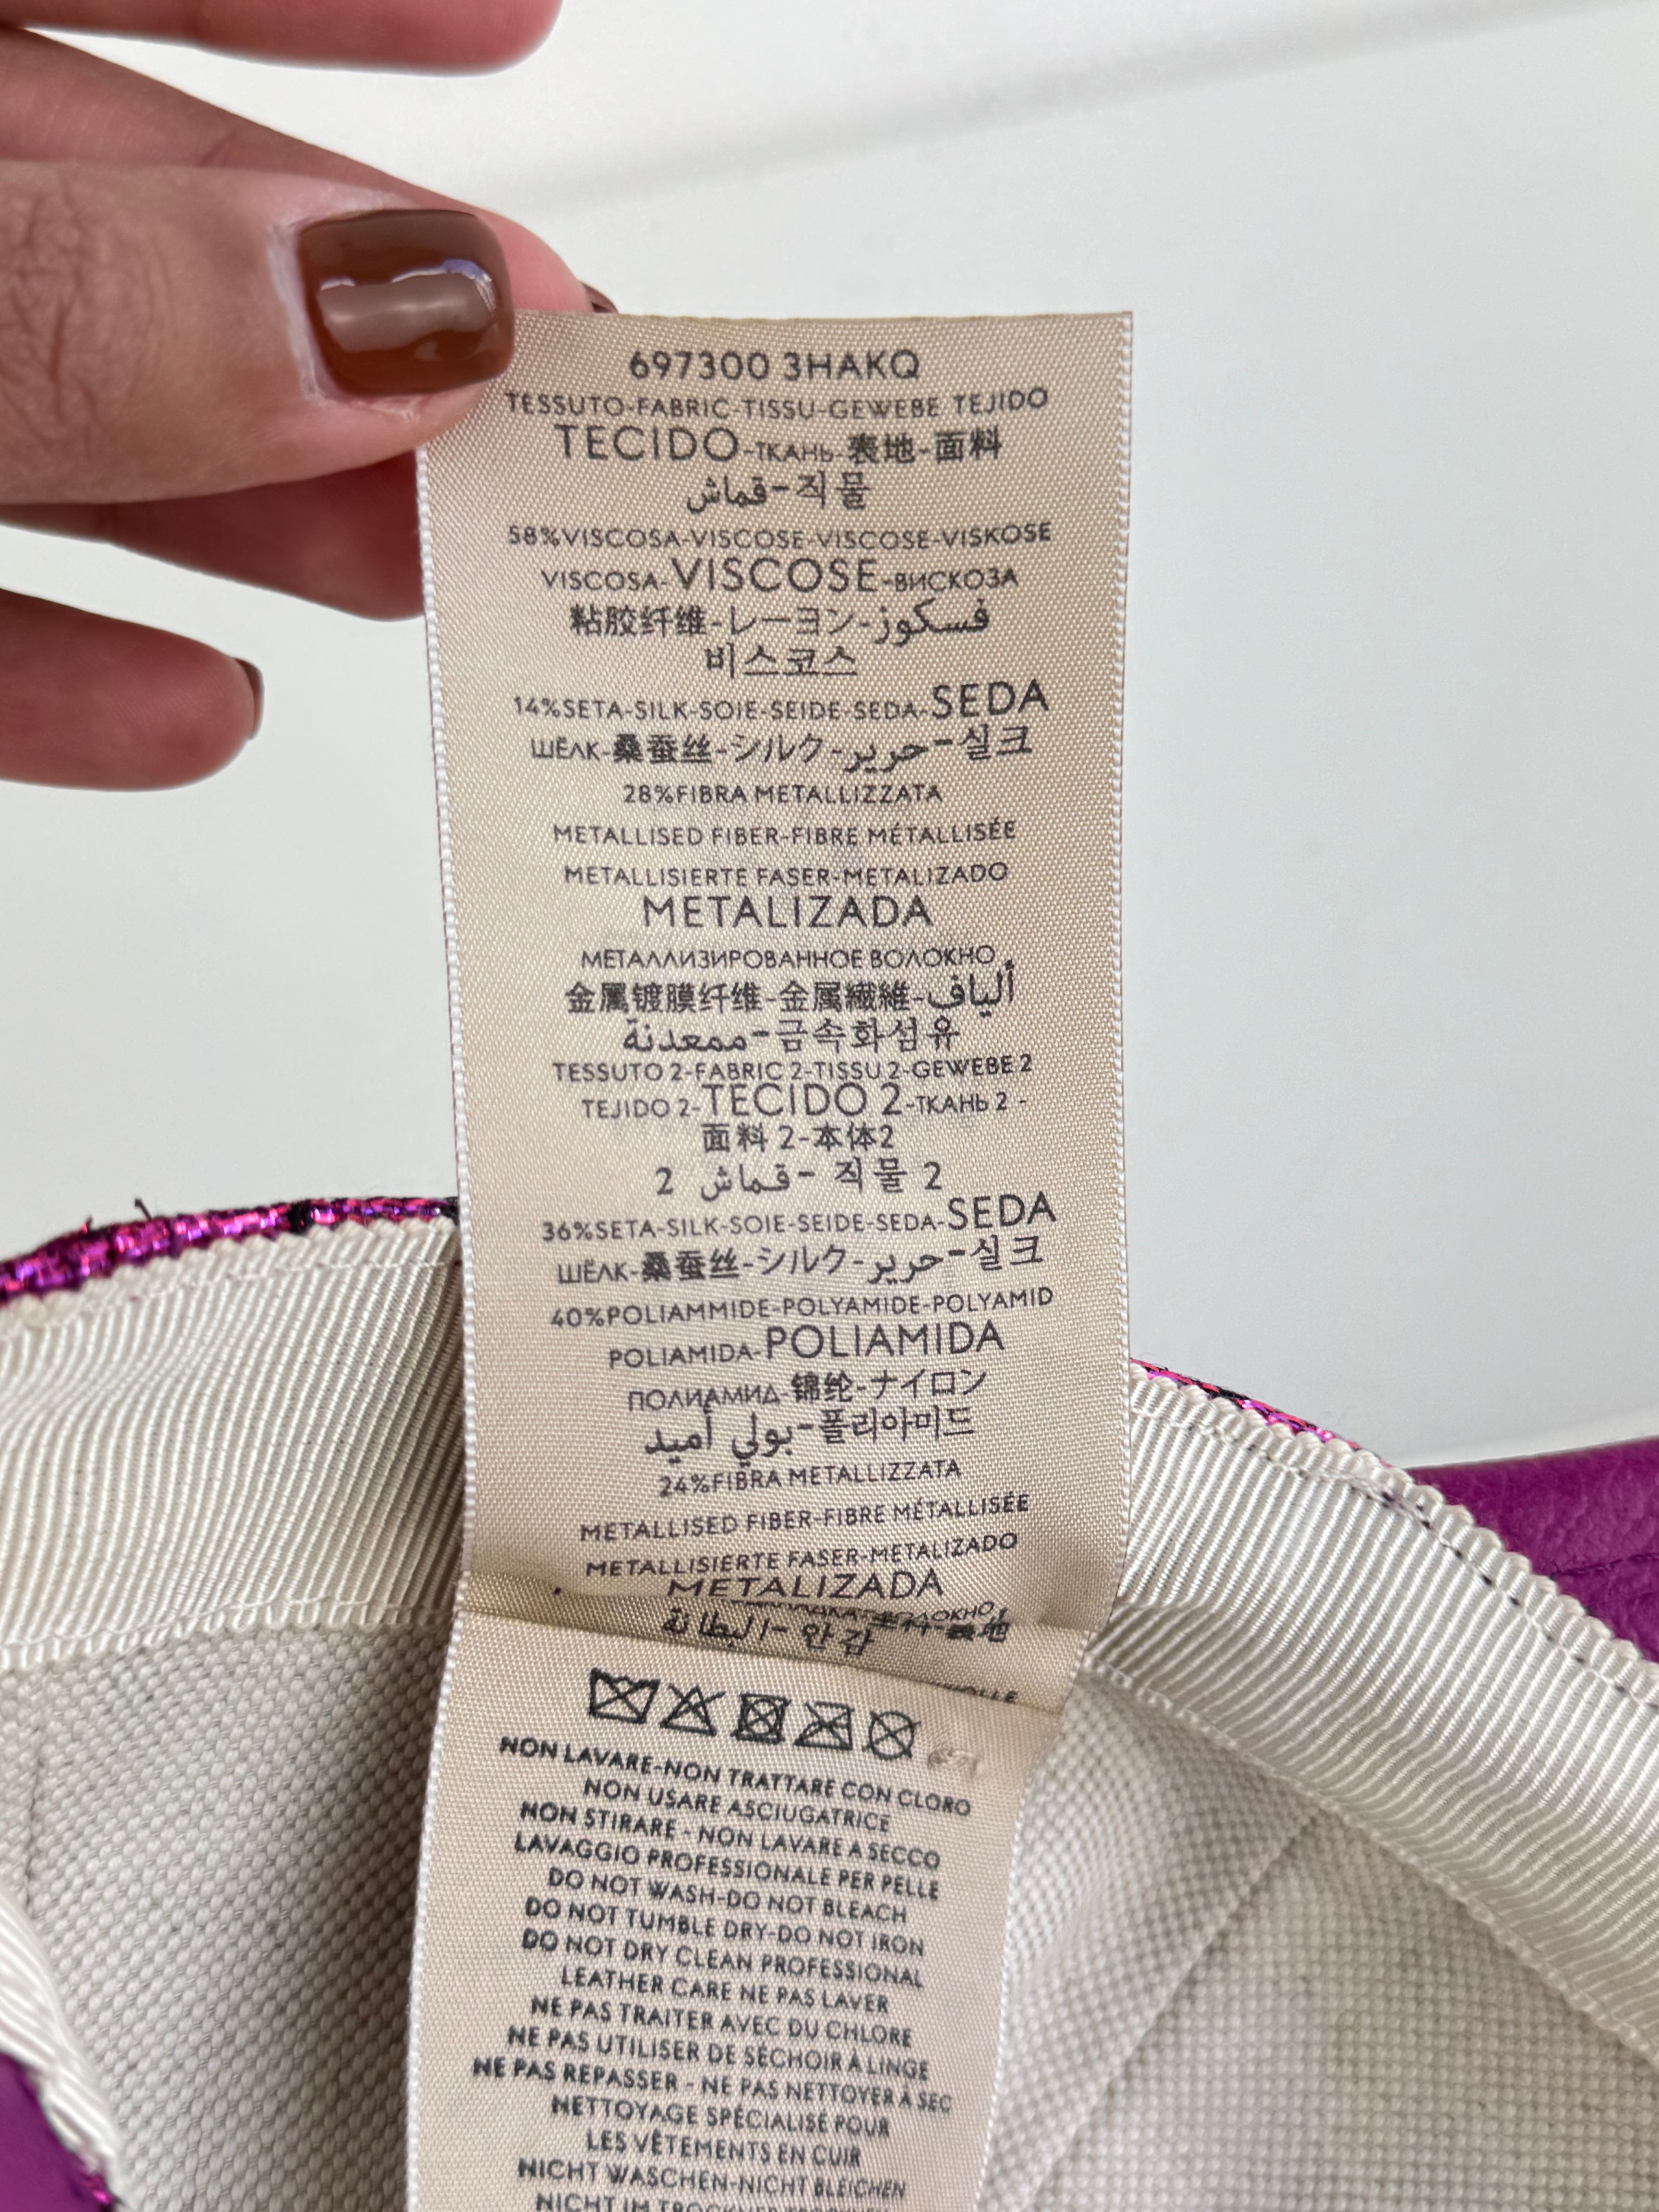 697300 3HAKQ
TESSUTO-FABRIC-TISSU-GEWEBE TEJIDO
TECIDO-ТКАНЬ-表地-面料
قماش-직물
58%VISCOSA-VISCOSE-VISCOSE-VISKOSE
VISCOSA-VISCOSE-ВИСКОЗА
粘胶纤维-レーヨン-فسكوز
비스코스
14%SETA-SILK-SOIE-SEIDE-SEDA-SEDA
ШЁЛК-桑蚕丝-シルク-حرير-실크
28%FIBRA METALLIZZATA
METALLISED FIBER-FIBRE MÉTALLISÉE
METALLISIERTE FASER-METALIZADO
METALIZADA
МЕТАЛЛИЗИРОВАННОЕ ВОЛОКНО
金属镀膜纤维-金属繊維-ألياف
ممعدنة-금속화섬유
TESSUTO 2-FABRIC 2-TISSU 2-GEWEBE 2
TEJIDO 2-TECIDO 2-ТКАНЬ 2 -
面料 2-本体2
2 قماش- 직물 2
36%SETA-SILK-SOIE-SEIDE-SEDA-SEDA
ШЁЛК-桑蚕丝-シルク-حرير-실크
40%POLIAMMIDE-POLYAMIDE-POLYAMID
POLIAMIDA-POLIAMIDA
ПОЛИАМИД-锦纶-ナイロン
بولي أميد-폴리아미드
24%FIBRA METALLIZZATA
METALLISED FIBER-FIBRE MÉTALLISÉE
METALLISIERTE FASER-METALIZADO
METALIZADA
البطانة-안감
NON LAVARE-NON TRATTARE CON CLORO
NON USARE ASCIUGATRICE
NON STIRARE - NON LAVARE A SECCO
LAVAGGIO PROFESSIONALE PER PELLE
DO NOT WASH-DO NOT BLEACH
DO NOT TUMBLE DRY-DO NOT IRON
DO NOT DRY CLEAN PROFESSIONAL
LEATHER CARE NE PAS LAVER
NE PAS TRAITER AVEC DU CHLORE
NE PAS UTILISER DE SÉCHOIR À LINGE
NE PAS REPASSER - NE PAS NETTOYER À SEC
NETTOYAGE SPÉCIALISÉ POUR
LES VÊTEMENTS EN CUIR
NICHT WASCHEN-NICHT BLEICHEN
NICHT IM